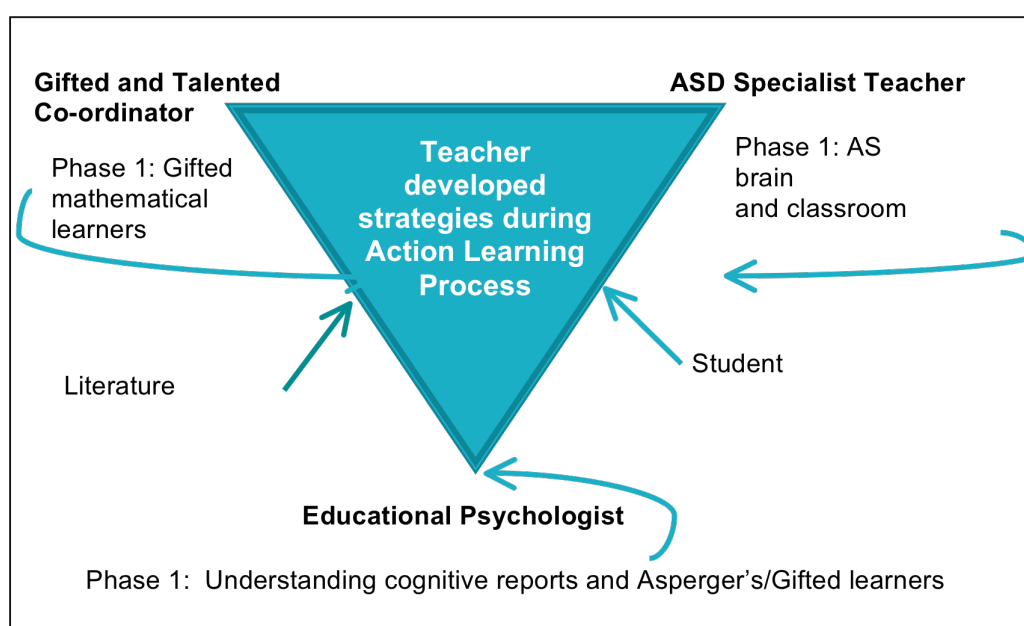 Gifted and Talented
Co-ordinator
Phase 1: Gifted
mathematical
learners
Teacher
developed
strategies during
Action Learning
Process
ASD Specialist Teacher
Phase 1: AS
brain
and classroom
Literature
Student
Educational Psychologist
Phase 1:  Understanding cognitive reports and Asperger’s/Gifted learners